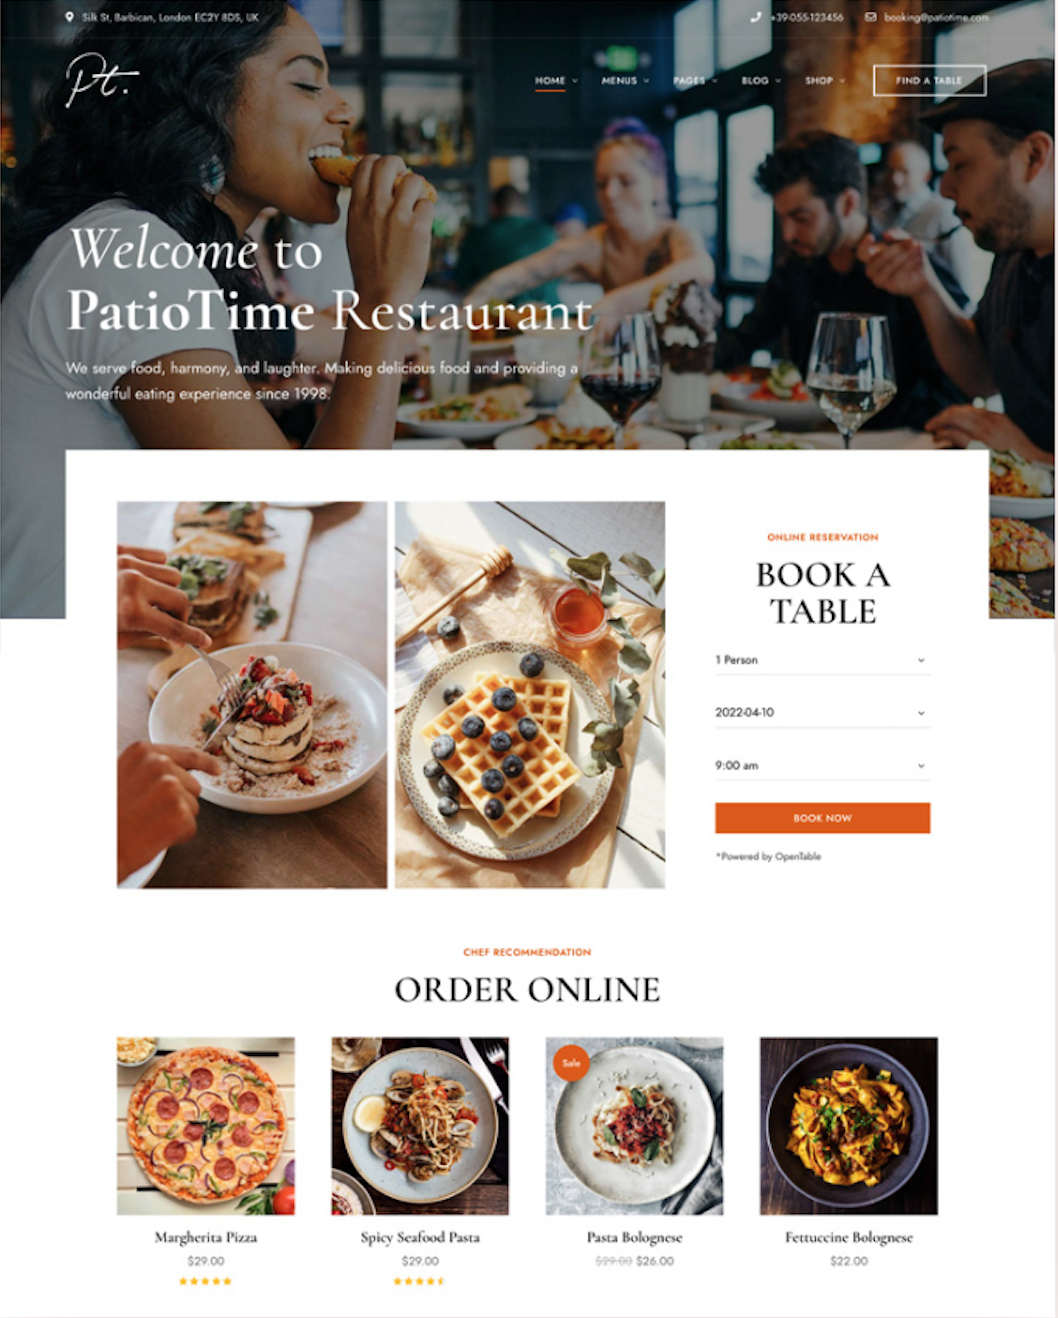 Silk St, Barbican, London EC2Y 8DS, UK
+39-055-123456
booking@patiotime.com
Pt.
HOME
MENUS
PAGES
BLOG
SHOP
FIND A TABLE
Welcome to
PatioTime Restaurant
We serve food, harmony, and laughter. Making delicious food and providing a
wonderful eating experience since 1998.
ONLINE RESERVATION
BOOK A
TABLE
1 Person
2022-04-10
9:00 am
BOOK NOW
*Powered by OpenTable
CHEF RECOMMENDATION
ORDER ONLINE
Sale
Margherita Pizza
$29.00
Spicy Seafood Pasta
$29.00
Pasta Bolognese
$29.00 $26.00
Fettuccine Bolognese
$22.00